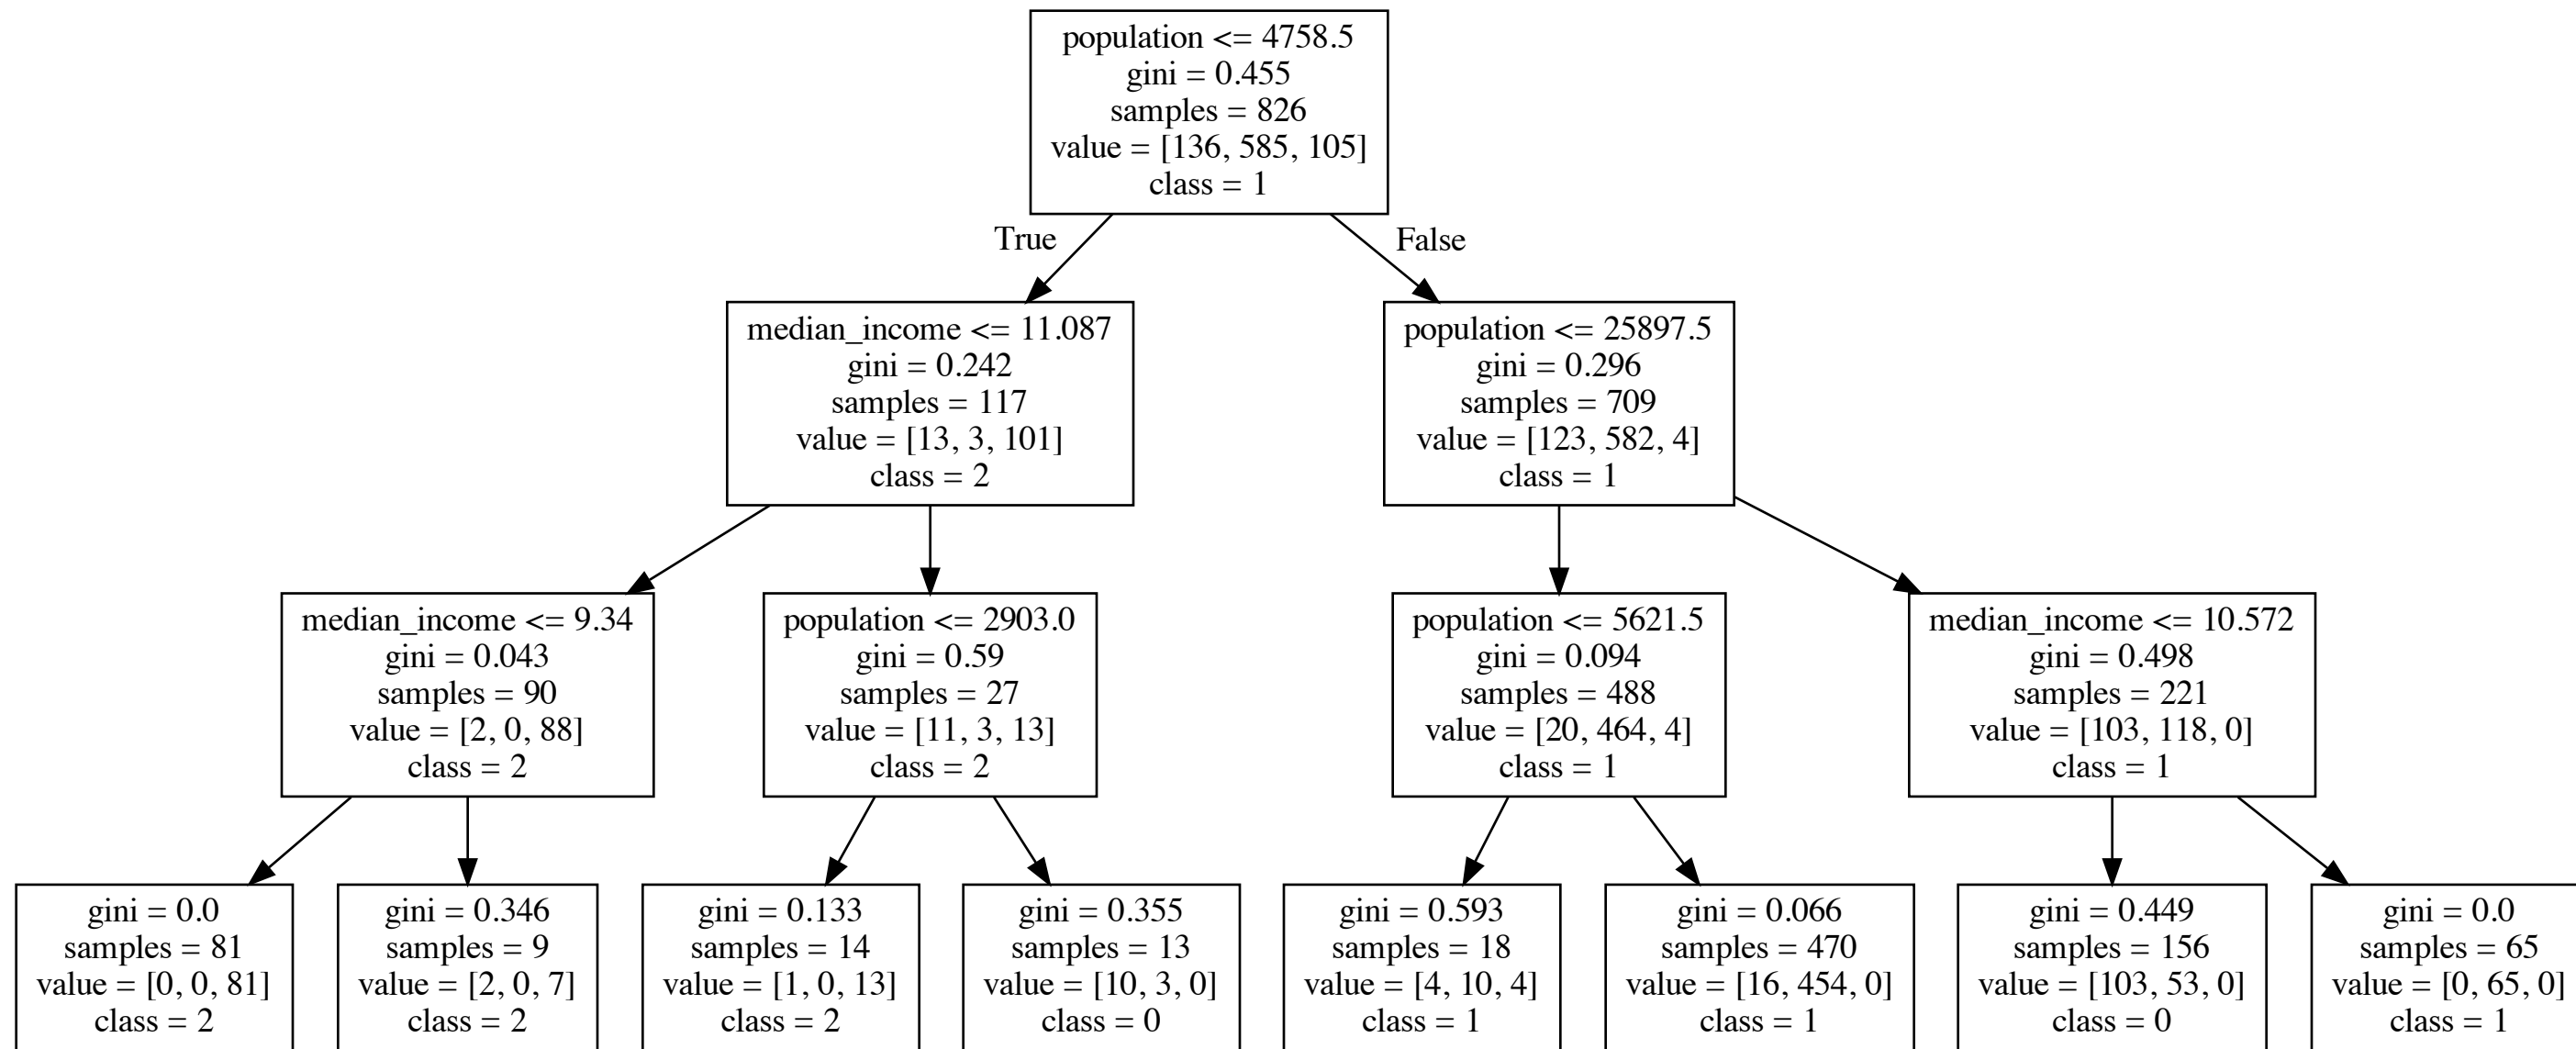 population <= 4758.5
gini = 0.455
samples = 826
value = [136, 585, 105]
class = 1
True
False
median_income <= 11.087
gini = 0.242
samples = 117
value = [13, 3, 101]
class = 2
population <= 25897.5
gini = 0.296
samples = 709
value = [123, 582, 4]
class = 1
median_income <= 9.34
gini = 0.043
samples = 90
value = [2, 0, 88]
class = 2
population <= 2903.0
gini = 0.59
samples = 27
value = [11, 3, 13]
class = 2
population <= 5621.5
gini = 0.094
samples = 488
value = [20, 464, 4]
class = 1
median_income <= 10.572
gini = 0.498
samples = 221
value = [103, 118, 0]
class = 1
gini = 0.0
samples = 81
value = [0, 0, 81]
class = 2
gini = 0.346
samples = 9
value = [2, 0, 7]
class = 2
gini = 0.133
samples = 14
value = [1, 0, 13]
class = 2
gini = 0.355
samples = 13
value = [10, 3, 0]
class = 0
gini = 0.593
samples = 18
value = [4, 10, 4]
class = 1
gini = 0.066
samples = 470
value = [16, 454, 0]
class = 1
gini = 0.449
samples = 156
value = [103, 53, 0]
class = 0
gini = 0.0
samples = 65
value = [0, 65, 0]
class = 1